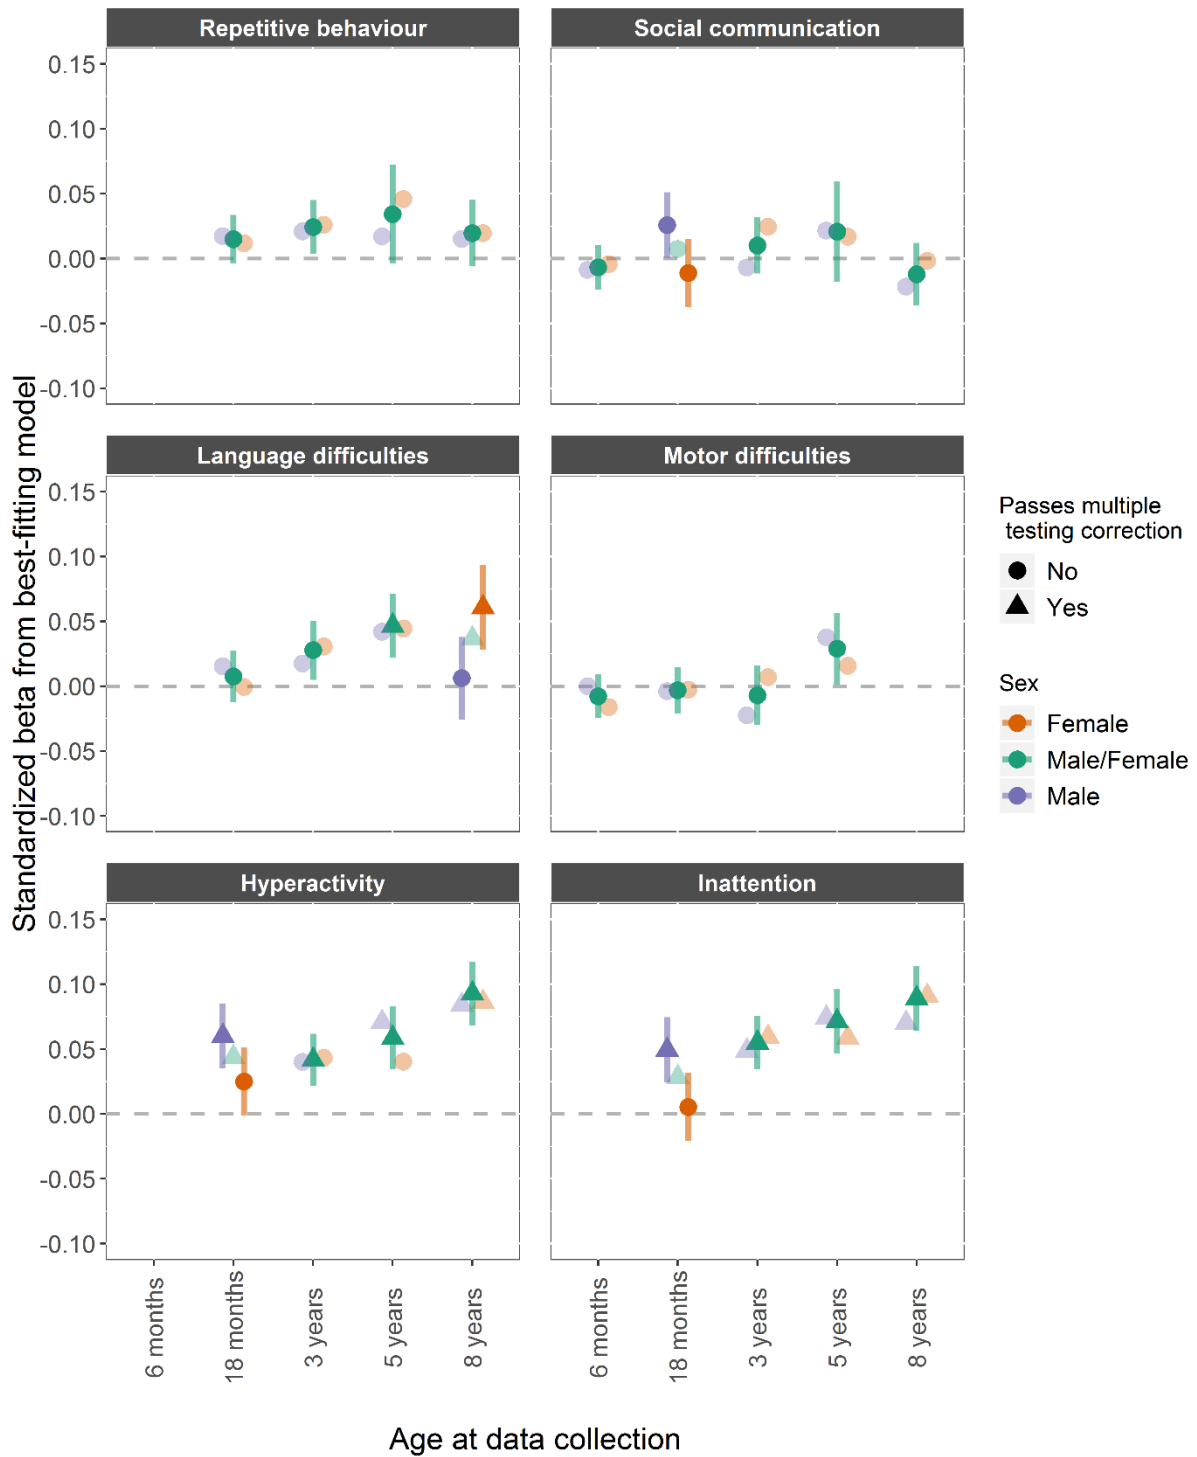 Repetitive behaviour
Social communication
0.15
0.10
0.05
0.00
-0.05
-0.10
Language difficulties
Motor difficulties
0.15
0.10
0.05
0.00
-0.05
-0.10
Hyperactivity
Inattention
0.15
0.10
0.05
0.00
-0.05
-0.10
Standardized beta from best-fitting model
6 months
18 months
3 years
5 years
8 years
6 months
18 months
3 years
5 years
8 years
Age at data collection
Passes multiple
testing correction
No
Yes
Sex
Female
Male/Female
Male